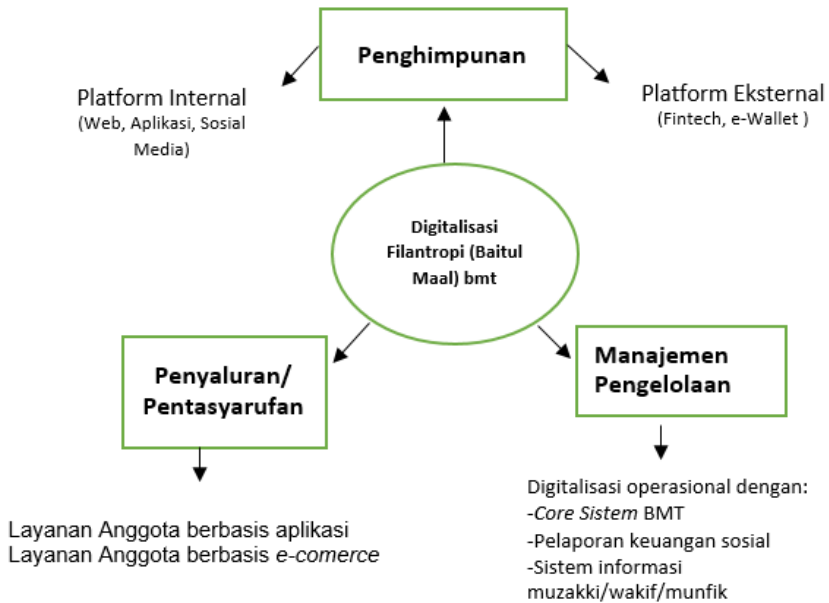 Penghimpunan
Platform Internal
(Web, Aplikasi, Sosial
Media)
Platform Eksternal
(Fintech, e-Wallet )
Digitalisasi
Filantropi (Baitul
Maal) bmt
Penyaluran/
Pentasyarufan
Manajemen
Pengelolaan
Layanan Anggota berbasis aplikasi
Layanan Anggota berbasis e-comerce
Digitalisasi operasional dengan:
-Core Sistem BMT
-Pelaporan keuangan sosial
-Sistem informasi
muzakki/wakif/munfik